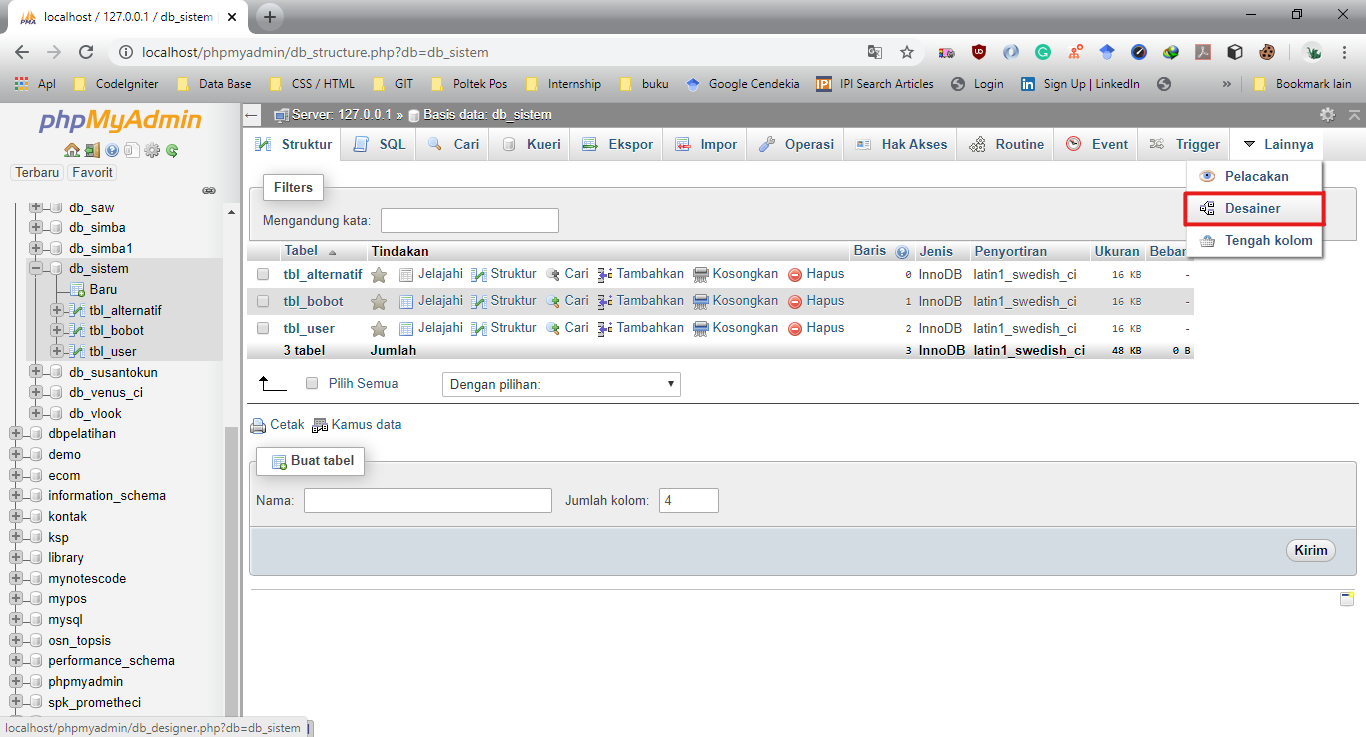 localhost / 127.0.0.1 / db_sistem
localhost/phpmyadmin/db_structure.php?db=db_sistem
Apl CodeIgniter Data Base CSS / HTML GIT Poltek Pos Internship buku Google Cendekia IPI Search Articles Login Sign Up | LinkedIn » Bookmark lain
phpMyAdmin
Terbaru Favorit
db_saw
db_simba
db_simba1
db_sistem
Baru
tbl_alternatif
tbl_bobot
tbl_user
db_susantokun
db_venus_ci
db_vlook
dbpelatihan
demo
ecom
information_schema
kontak
ksp
library
mynotescode
mypos
mysql
osn_topsis
performance_schema
phpmyadmin
spk_prometheci
localhost/phpmyadmin/db_designer.php?db=db_sistem
Server: 127.0.0.1 » Basis data: db_sistem
Struktur SQL Cari Kueri Ekspor Impor Operasi Hak Akses Routine Event Trigger Lainnya
Pelacakan
Desainer
Tengah kolom
Filters
Mengandung kata:
Tabel Tindakan Baris Jenis Penyortiran Ukuran Beban
tbl_alternatif Jelajahi Struktur Cari Tambahkan Kosongkan Hapus 0 InnoDB latin1_swedish_ci 16 KB -
tbl_bobot Jelajahi Struktur Cari Tambahkan Kosongkan Hapus 1 InnoDB latin1_swedish_ci 16 KB -
tbl_user Jelajahi Struktur Cari Tambahkan Kosongkan Hapus 2 InnoDB latin1_swedish_ci 16 KB -
3 tabel Jumlah 3 InnoDB latin1_swedish_ci 48 KB 0 B
Pilih Semua Dengan pilihan:
Cetak Kamus data
Buat tabel
Nama: Jumlah kolom: 4
Kirim